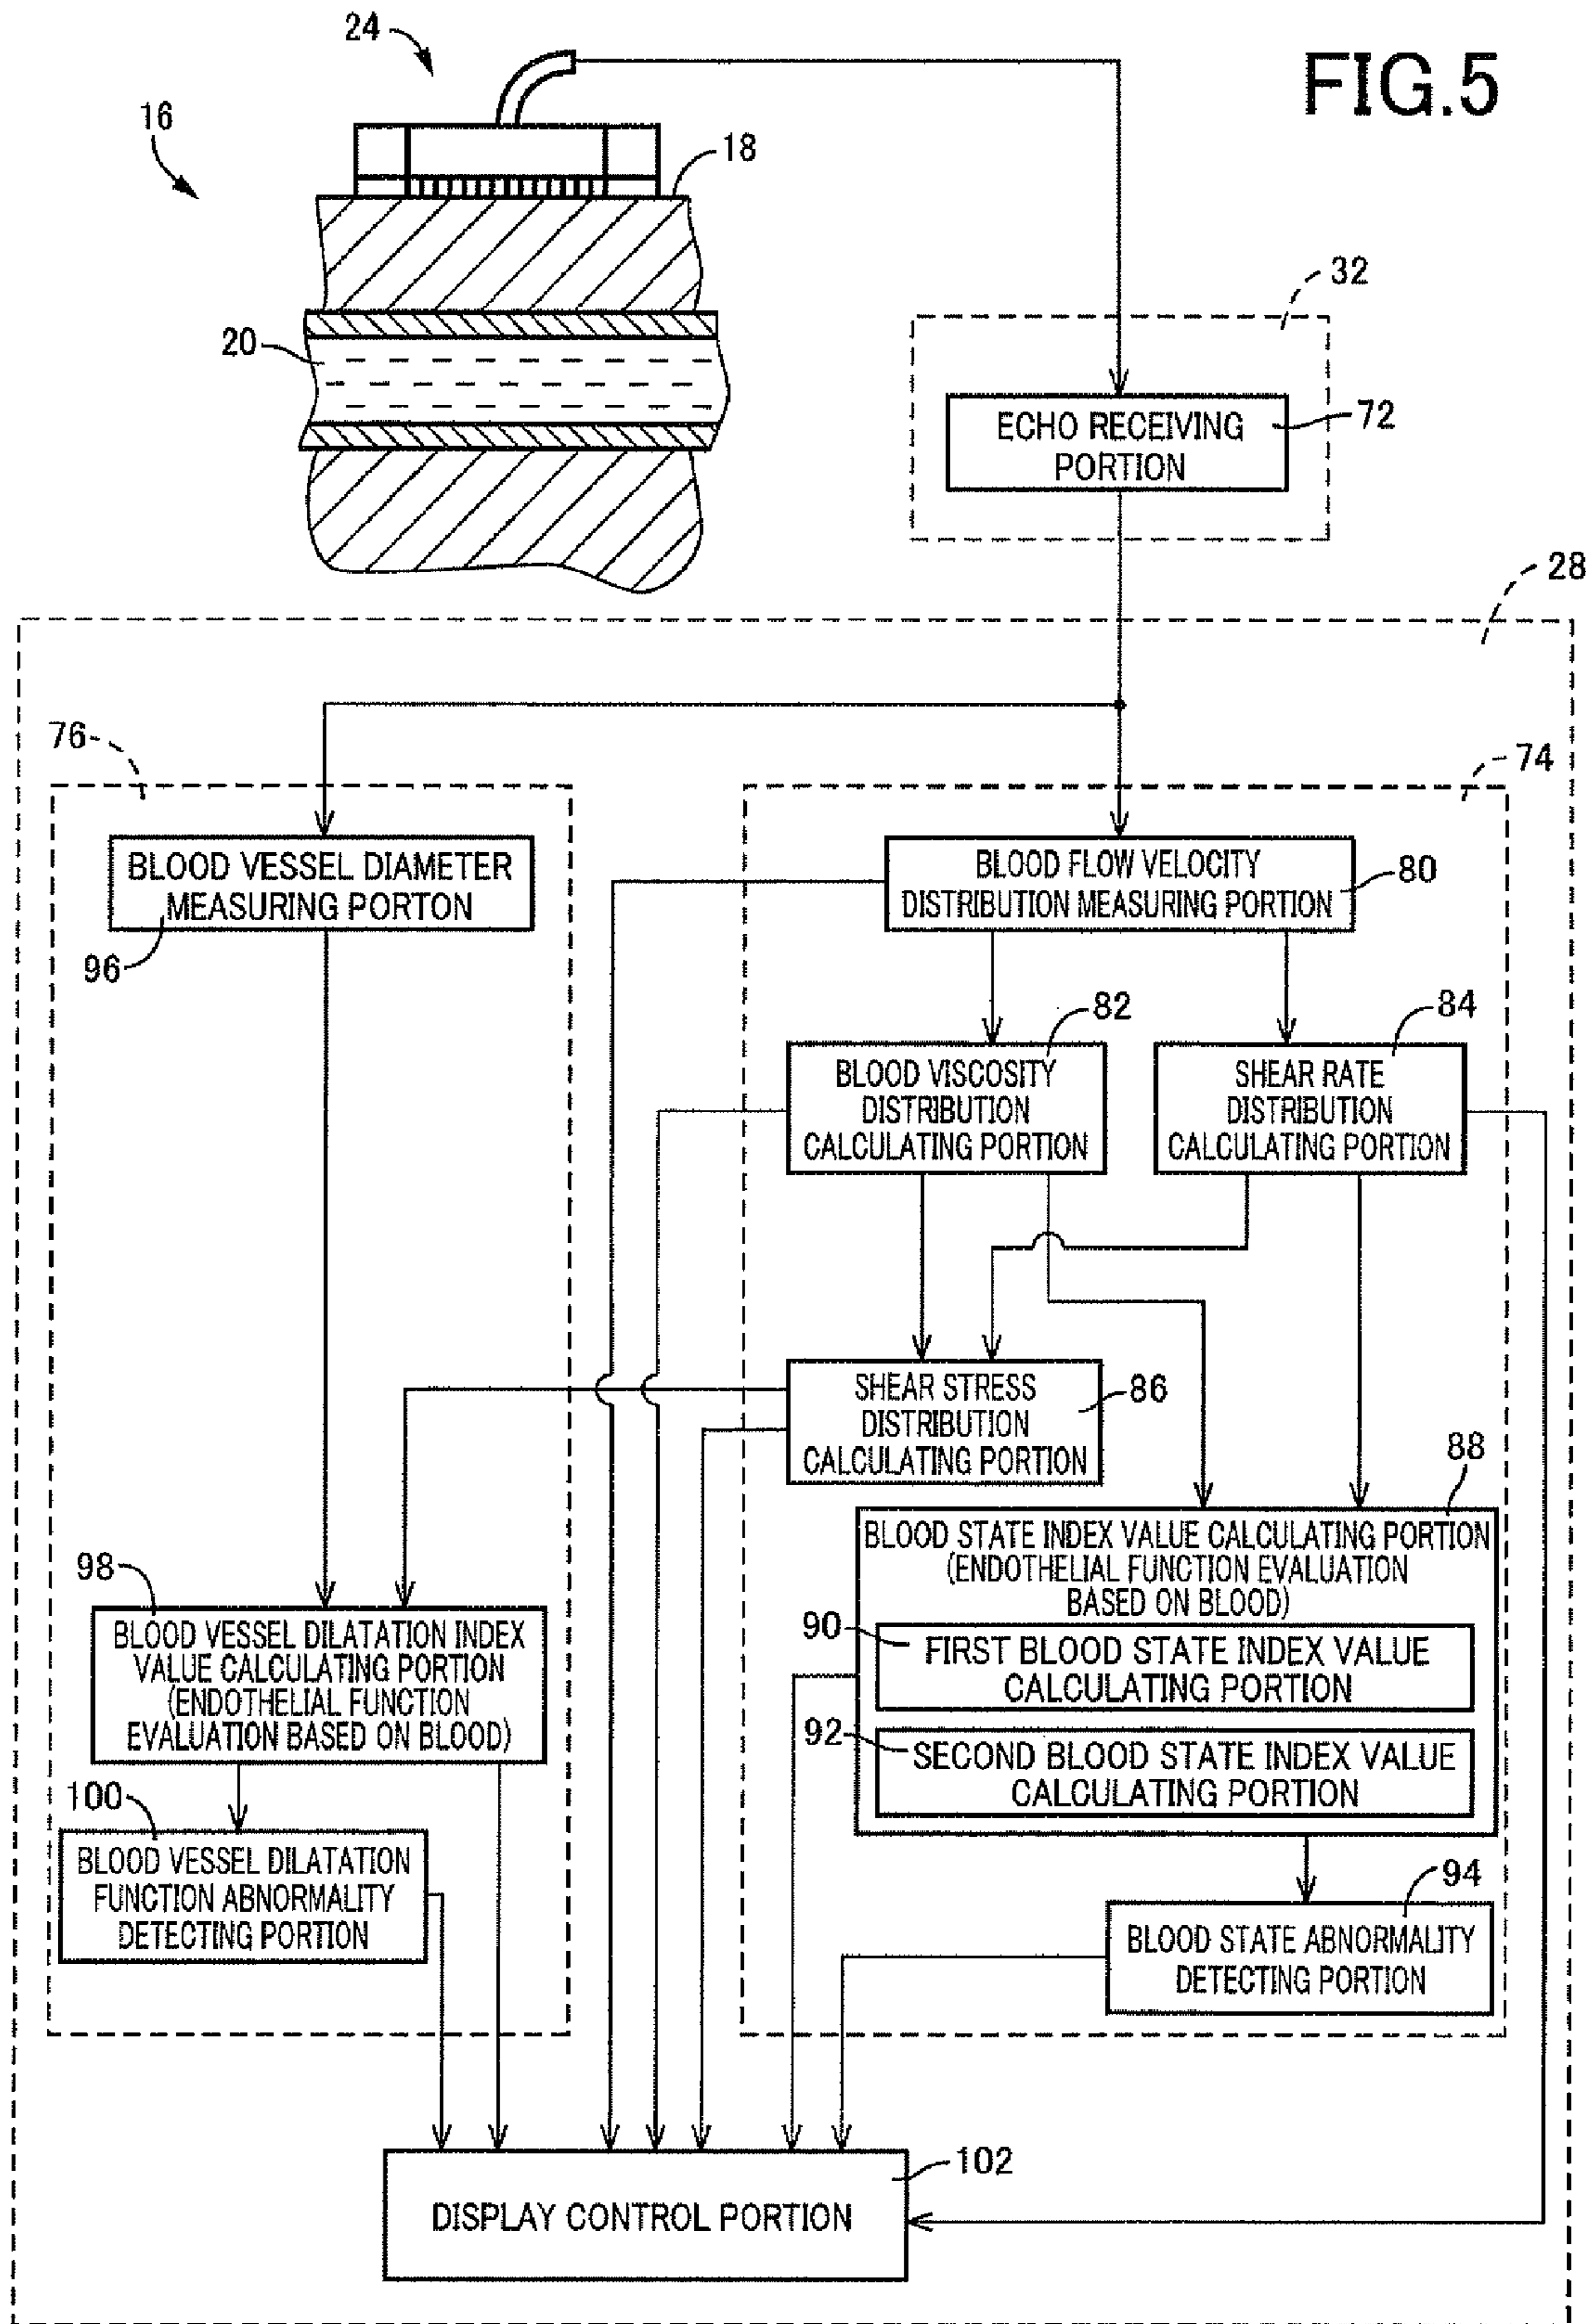 FIG.5
24
16
18
20
32
ECHO RECEIVING
PORTION
72
28
76
74
BLOOD VESSEL DIAMETER
MEASURING PORTON
96
BLOOD FLOW VELOCITY
DISTRIBUTION MEASURING PORTION
80
82
84
BLOOD VISCOSITY
DISTRIBUTION
CALCULATING PORTION
SHEAR RATE
DISTRIBUTION
CALCULATING PORTION
SHEAR STRESS
DISTRIBUTION
CALCULATING PORTION
86
88
BLOOD STATE INDEX VALUE CALCULATING PORTION
(ENDOTHELIAL FUNCTION EVALUATION
BASED ON BLOOD)
90
FIRST BLOOD STATE INDEX VALUE
CALCULATING PORTION
92
SECOND BLOOD STATE INDEX VALUE
CALCULATING PORTION
98
BLOOD VESSEL DILATATION INDEX
VALUE CALCULATING PORTION
(ENDOTHELIAL FUNCTION
EVALUATION BASED ON BLOOD)
100
BLOOD VESSEL DILATATION
FUNCTION ABNORMALITY
DETECTING PORTION
94
BLOOD STATE ABNORMALITY
DETECTING PORTION
102
DISPLAY CONTROL PORTION